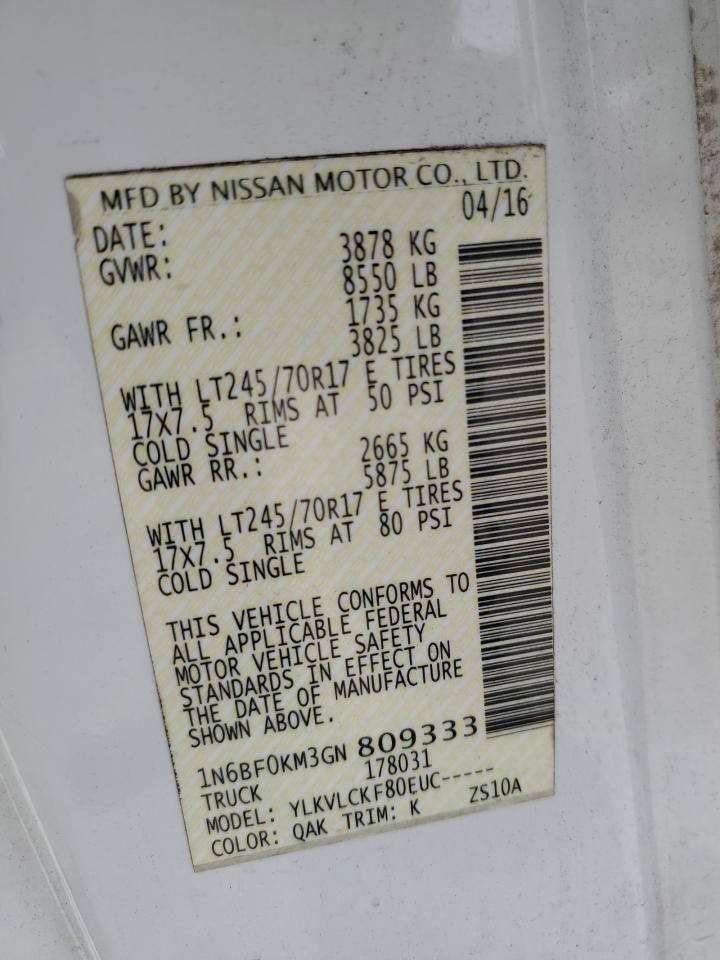 MFD BY NISSAN MOTOR CO., LTD.
DATE: 04/16
GVWR: 3878 KG
8550 LB
GAWR FR.: 1735 KG
3825 LB
WITH LT245/70R17 E TIRES
17X7.5 RIMS AT 50 PSI
COLD SINGLE
GAWR RR.: 2665 KG
5875 LB
WITH LT245/70R17 E TIRES
17X7.5 RIMS AT 80 PSI
COLD SINGLE
THIS VEHICLE CONFORMS TO
ALL APPLICABLE FEDERAL
MOTOR VEHICLE SAFETY
STANDARDS IN EFFECT ON
THE DATE OF MANUFACTURE
SHOWN ABOVE.
1N6BF0KM3GN 809333
TRUCK 178031
MODEL: YLKVLCKF80EUC-----
COLOR: QAK TRIM: K ZS10A